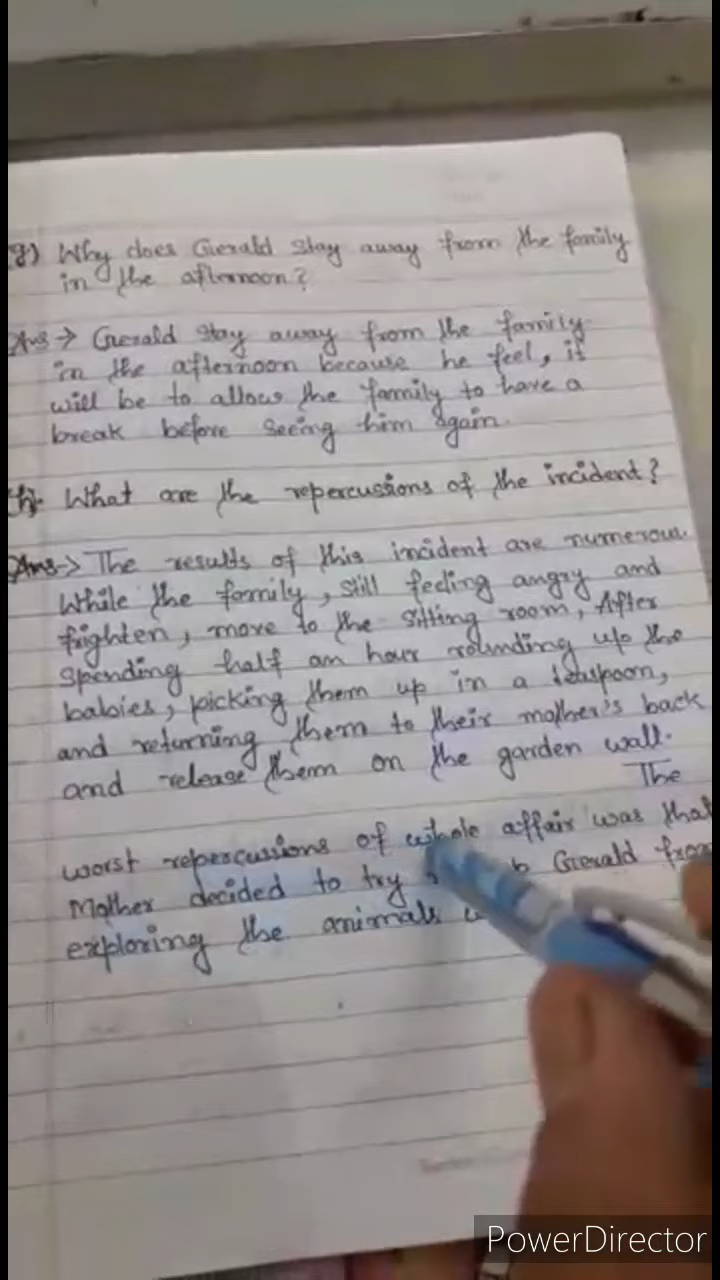 g) Why does Gerald stay away from the family
in the afternoon?
Ans → Gerald stay away from the family
in the afternoon because he feel, it
will be to allow the family to have a
break before seeing him again.
h. What are the repercussions of the incident?
Ans → The results of this incident are numerous.
While the family, still feeling angry and
frighten, move to the sitting room, After
spending half an hour rounding up the
babies, picking them up in a teaspoon,
and returning them to their mother's back
and release them on the garden wall.
The
worst repercussions of whole affair was that
Mother decided to try Gerald from
exploring the animals
PowerDirector